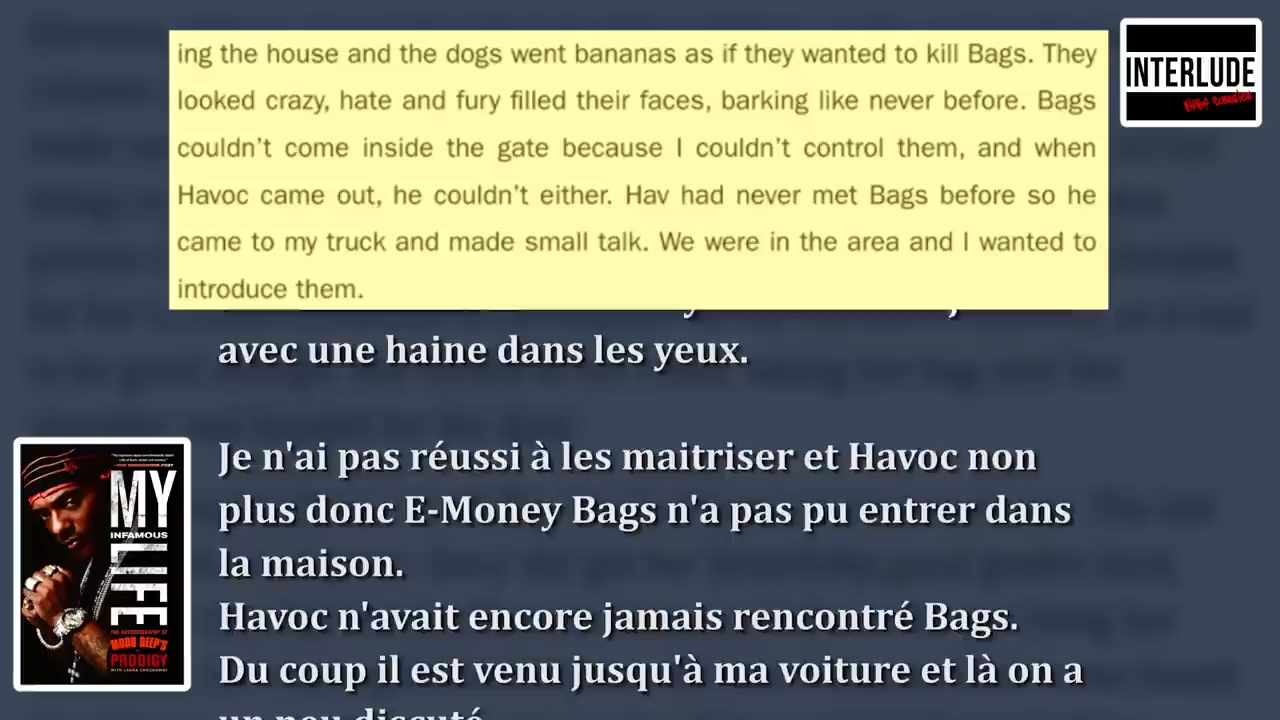 ing the house and the dogs went bananas as if they wanted to kill Bags. They
looked crazy, hate and fury filled their faces, barking like never before. Bags
couldn't come inside the gate because I couldn't control them, and when
Havoc came out, he couldn't either. Hav had never met Bags before so he
came to my truck and made small talk. We were in the area and I wanted to
introduce them.
INTERLUDE
avec une haine dans les yeux.
Je n'ai pas réussi à les maitriser et Havoc non
plus donc E-Money Bags n'a pas pu entrer dans
la maison.
Havoc n'avait encore jamais rencontré Bags.
Du coup il est venu jusqu'à ma voiture et là on a
un peu discuté
MY
INFAMOUS
LIFE
THE AUTOBIOGRAPHY OF
MOBB DEEP'S
PRODIGY
WITH LAURA CHECKOWAY